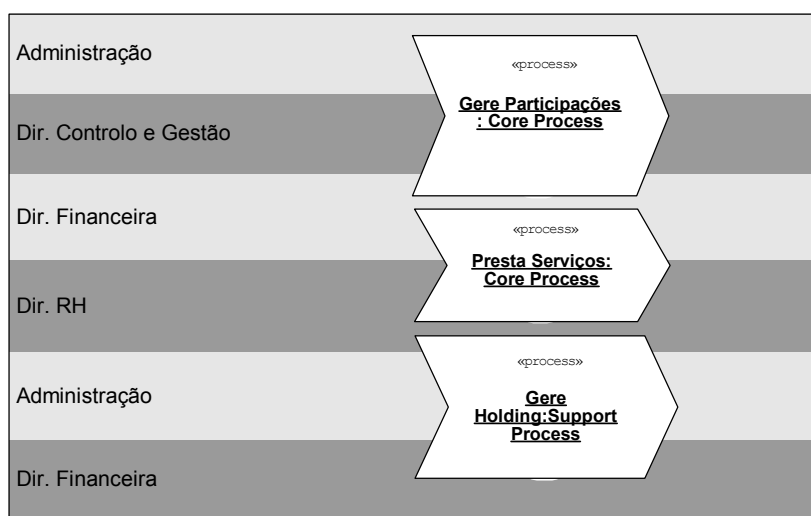 Administração
«process»
Gere Participações
: Core Process
Dir. Controlo e Gestão
Dir. Financeira
«process»
Presta Serviços:
Core Process
Dir. RH
«process»
Administração
Gere
Holding:Support
Process
Dir. Financeira